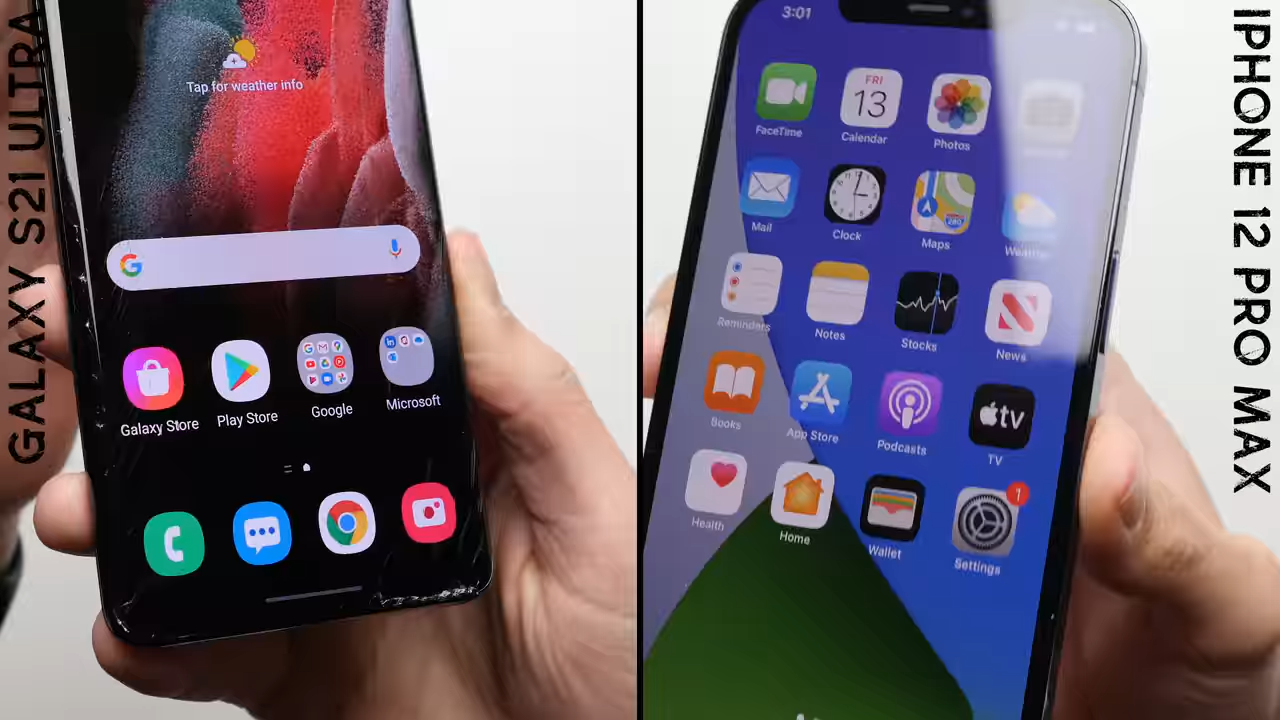 GALAXY S21 ULTRA
Tap for weather info
Galaxy Store
Play Store
Google
Microsoft
3:01
FaceTime
FRI
13
Calendar
Photos
Mail
Clock
280
Maps
Weather
Reminders
Notes
Stocks
News
Books
App Store
Podcasts
tv
TV
Health
Home
Wallet
1
Settings
IPHONE 12 PRO MAX